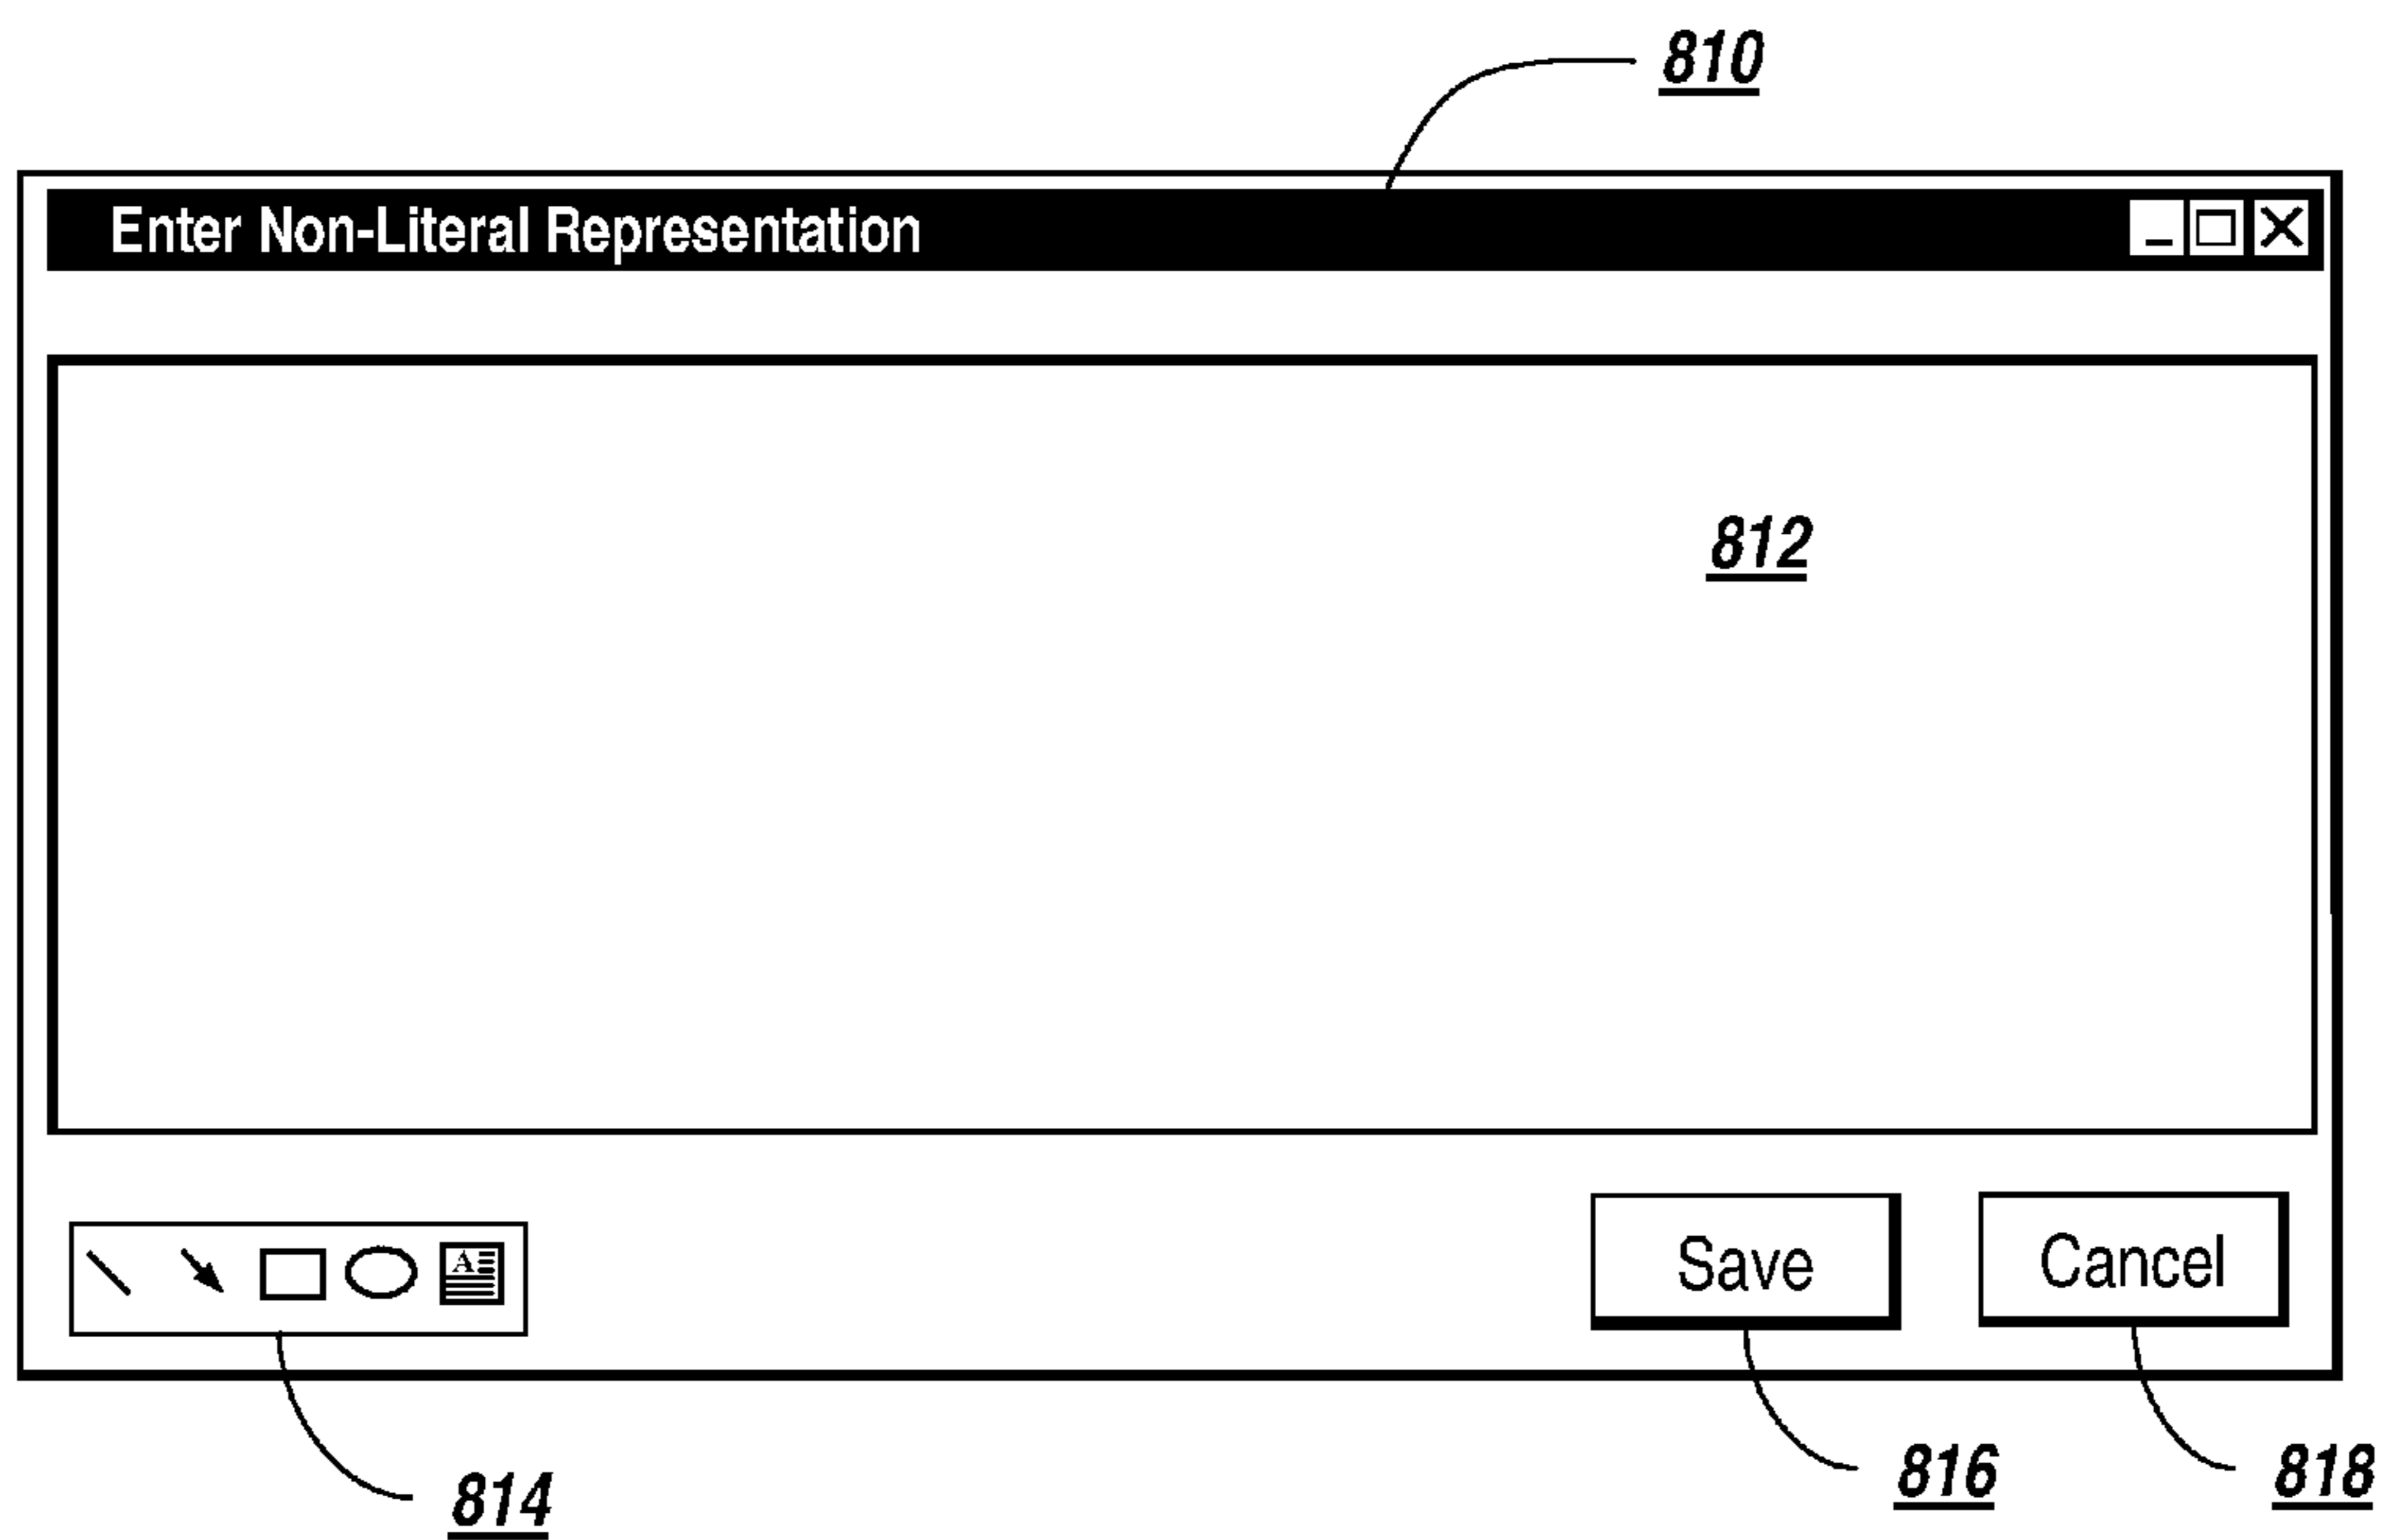 810
Enter Non-Literal Representation
812
A
Save
Cancel
816
818
814